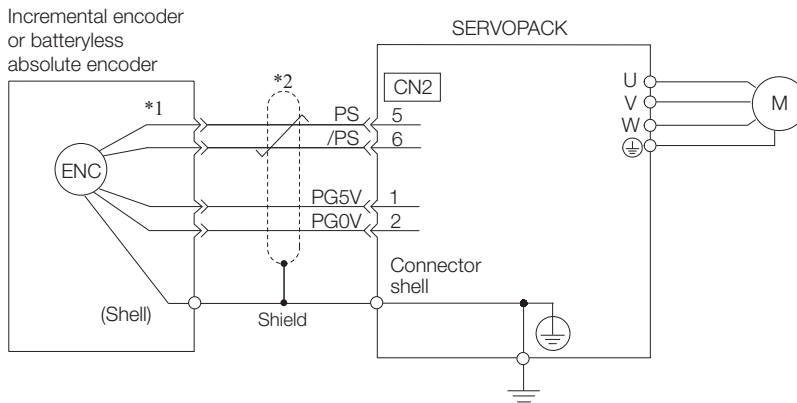 Incremental encoder
or batteryless
absolute encoder
SERVOPACK
*1
*2
CN2
ENC
PS
5
/PS
6
PG5V
1
PG0V
2
U
V
W
M
Connector
shell
(Shell)
Shield